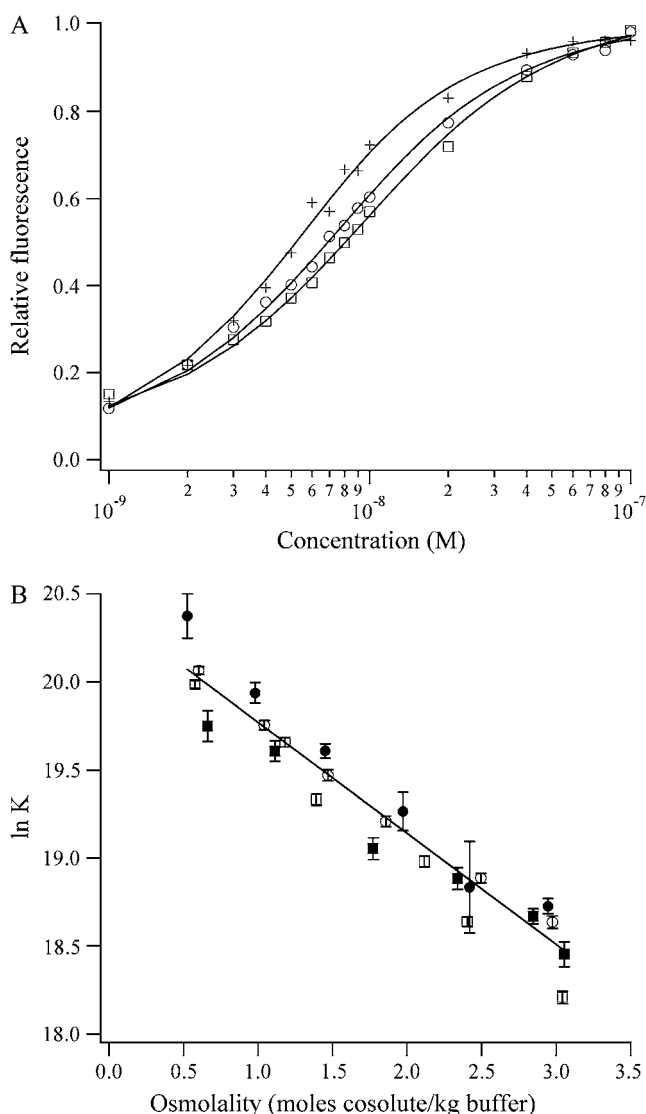 A
1.0
0.8
0.6
0.4
0.2
0.0
Relative fluorescence
2 3 4 5 6 7 8 9 2 3 4 5 6 7 8 9
10⁻⁹ 10⁻⁸ 10⁻⁷
Concentration (M)
B
20.5
20.0
19.5
19.0
18.5
18.0
ln K
0.0 0.5 1.0 1.5 2.0 2.5 3.0 3.5
Osmolality (moles cosolute/kg buffer)